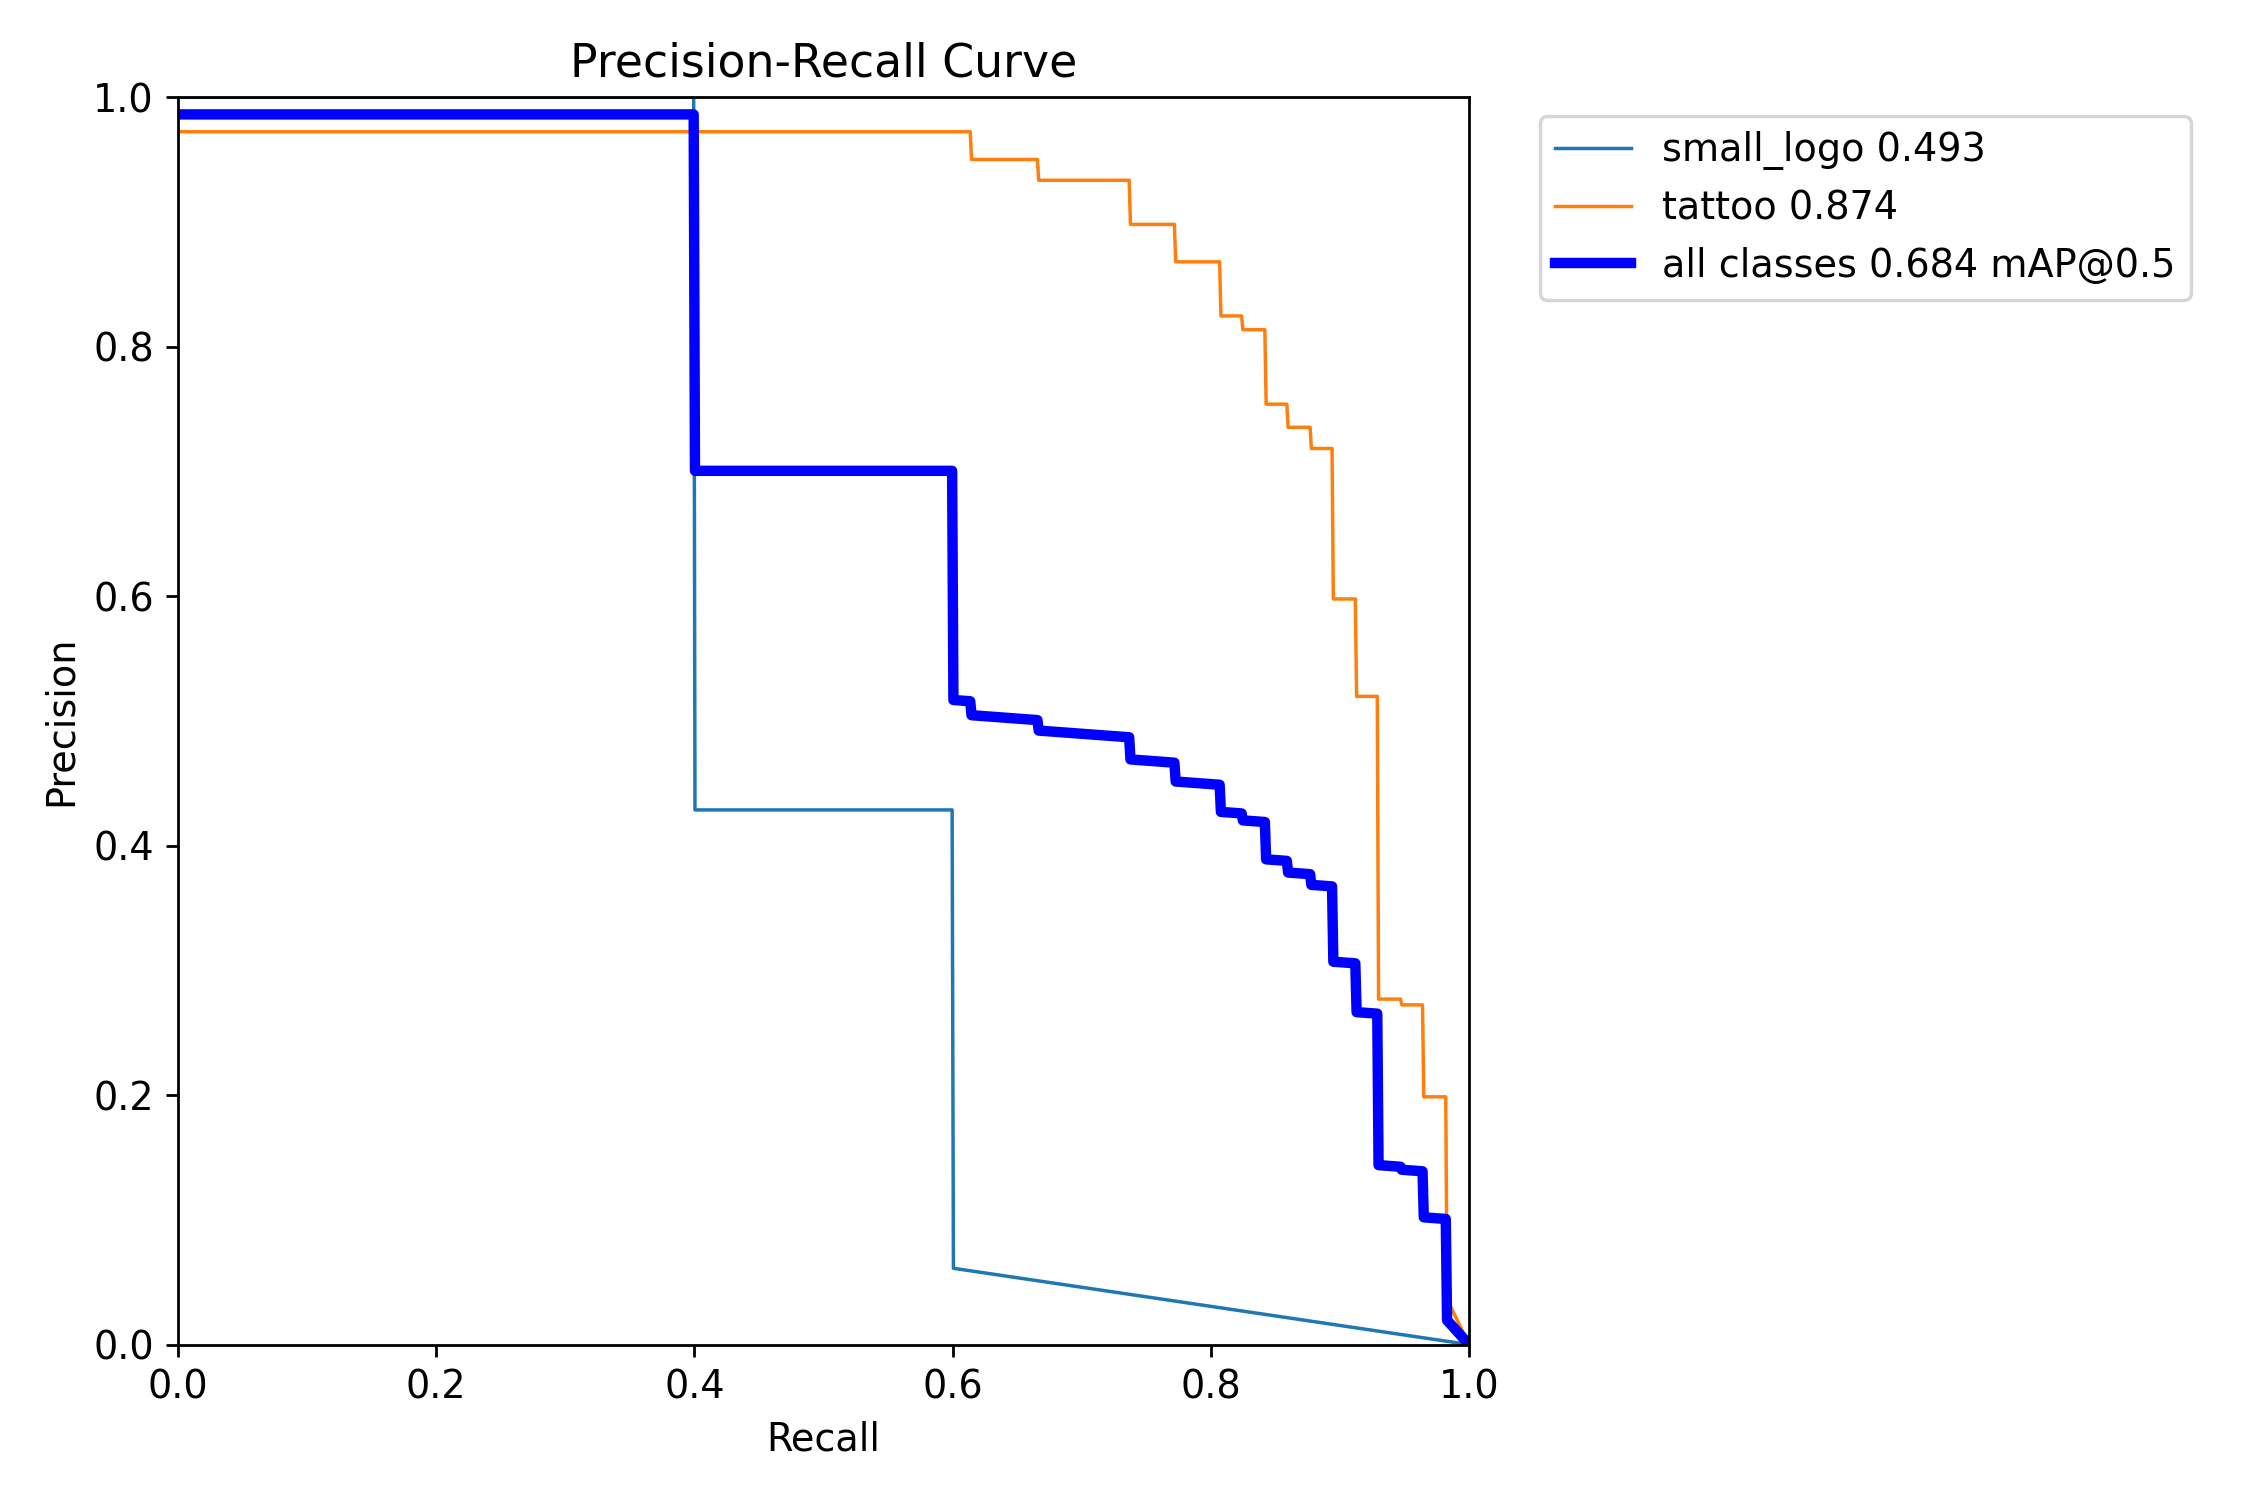 Precision-Recall Curve
1.0
0.8
0.6
0.4
0.2
0.0
Precision
0.0 0.2 0.4 0.6 0.8 1.0
Recall
small_logo 0.493
tattoo 0.874
all classes 0.684 mAP@0.5